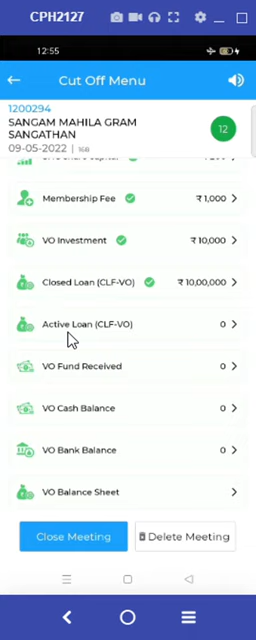 CPH2127
12:55
Cut Off Menu
1200294
SANGAM MAHILA GRAM
SANGATHAN
12
09-05-2022 | 168
Membership Fee ₹ 1,000
VO Investment ₹ 10,000
Closed Loan (CLF-VO) ₹ 10,00,000
Active Loan (CLF-VO) 0
VO Fund Received 0
VO Cash Balance 0
VO Bank Balance 0
VO Balance Sheet
Close Meeting
Delete Meeting